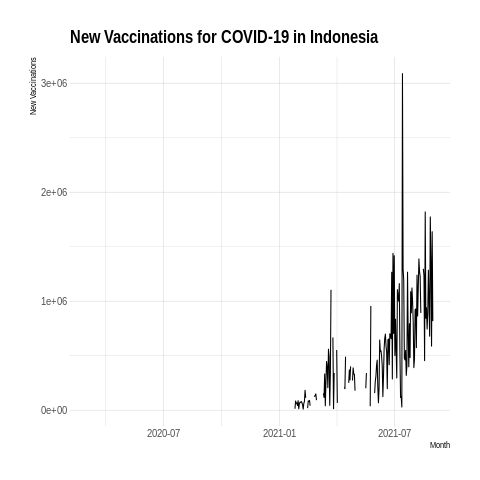 New Vaccinations for COVID-19 in Indonesia
New Vaccinations
3e+06
2e+06
1e+06
0e+00
2020-07 2021-01 2021-07
Month